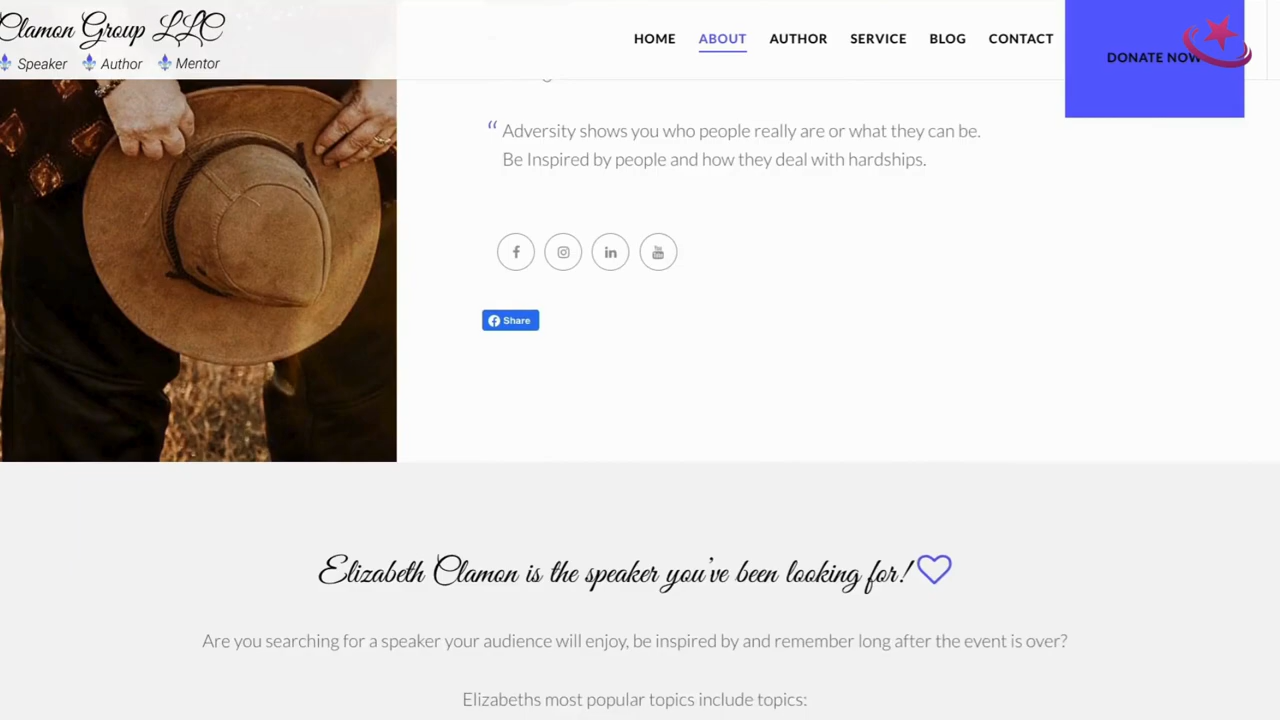 Clamon Group LLC
Speaker Author Mentor
HOME ABOUT AUTHOR SERVICE BLOG CONTACT
DONATE NOW
“ Adversity shows you who people really are or what they can be.
Be Inspired by people and how they deal with hardships.
f in You Tube
f Share
Elizabeth Clamon is the speaker you've been looking for!
Are you searching for a speaker your audience will enjoy, be inspired by and remember long after the event is over?
Elizabeths most popular topics include topics: